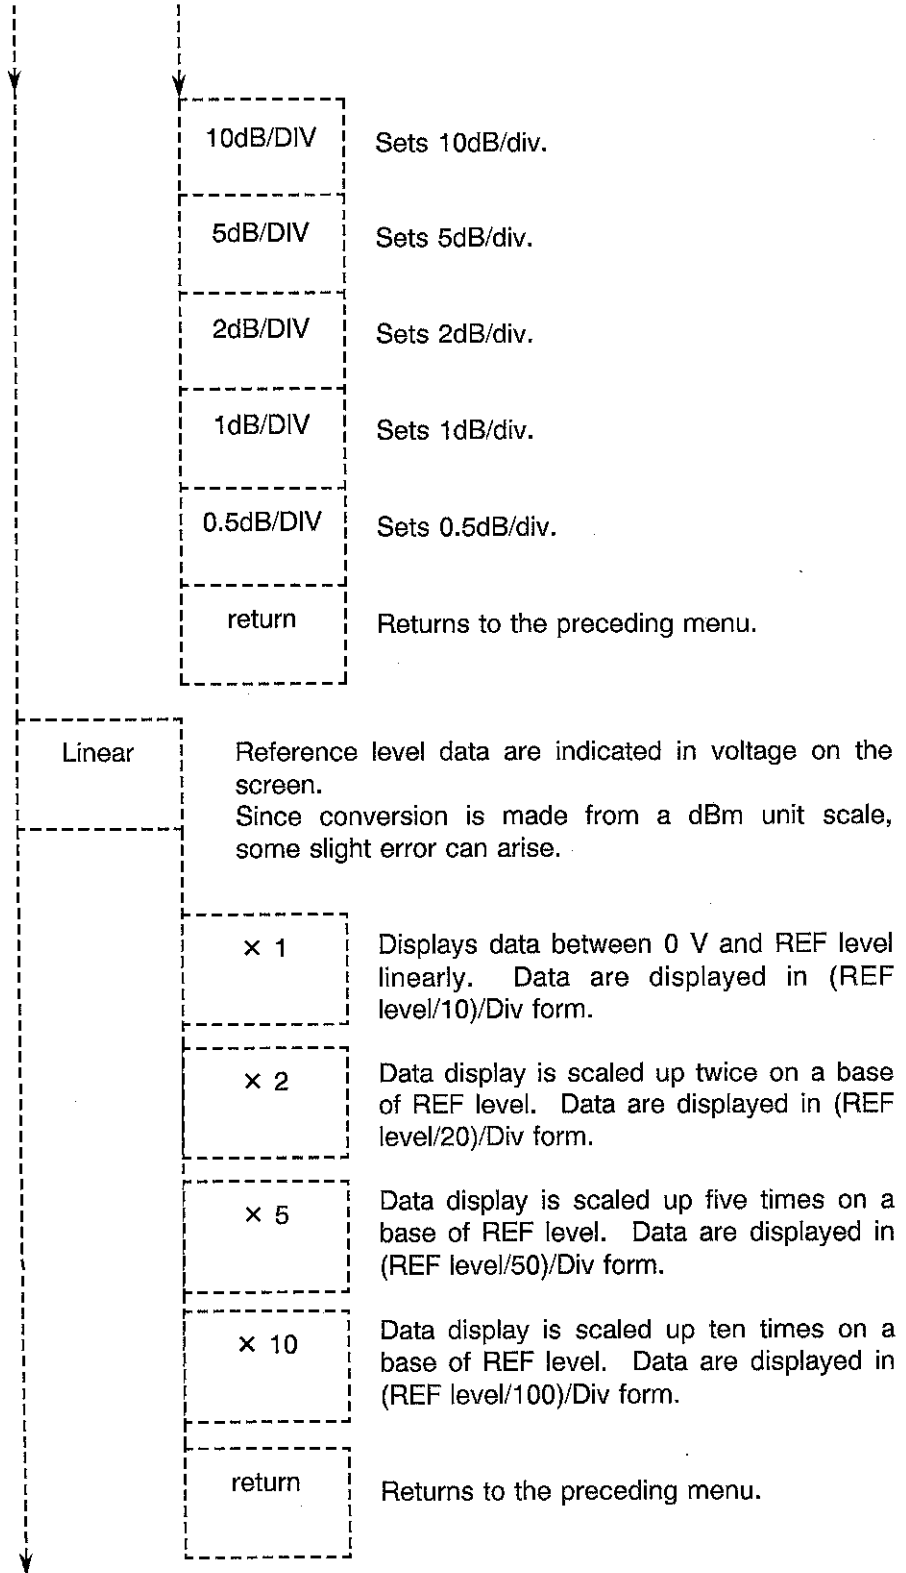 10dB/DIV Sets 10dB/div.
5dB/DIV Sets 5dB/div.
2dB/DIV Sets 2dB/div.
1dB/DIV Sets 1dB/div.
0.5dB/DIV Sets 0.5dB/div.
return Returns to the preceding menu.
Linear Reference level data are indicated in voltage on the
screen.
Since conversion is made from a dBm unit scale,
some slight error can arise.
× 1 Displays data between 0 V and REF level
linearly. Data are displayed in (REF
level/10)/Div form.
× 2 Data display is scaled up twice on a base
of REF level. Data are displayed in (REF
level/20)/Div form.
× 5 Data display is scaled up five times on a
base of REF level. Data are displayed in
(REF level/50)/Div form.
× 10 Data display is scaled up ten times on a
base of REF level. Data are displayed in
(REF level/100)/Div form.
return Returns to the preceding menu.